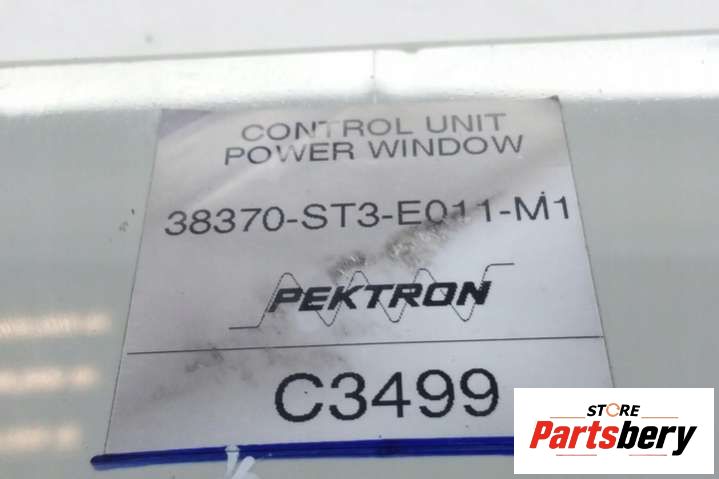 CONTROL UNIT
POWER WINDOW
38370-ST3-E011-M1
PEKTRON
C3499
STORE
Partsbery